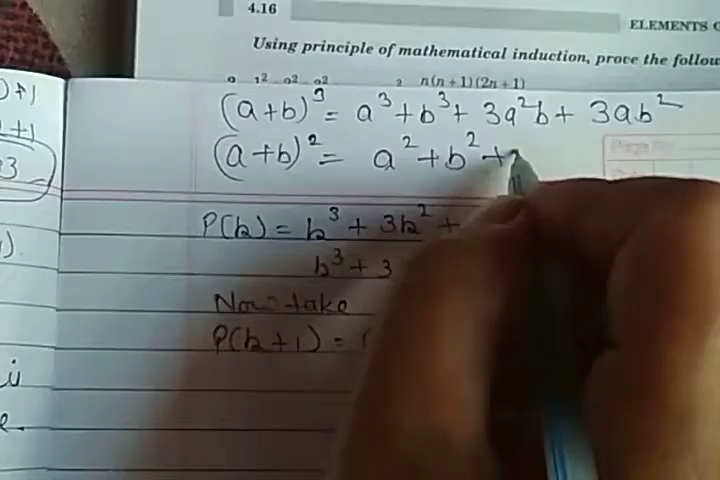 4.16
ELEMENTS
Using principle of mathematical induction, prove the
n(n+1)(2n+1)
(a+b)³ = a³+b³+ 3a²b+ 3ab²
(a+b)² = a²+b²+
P(k) = k³ + 3k² +
k³ + 3
Now take
P(k+1) =